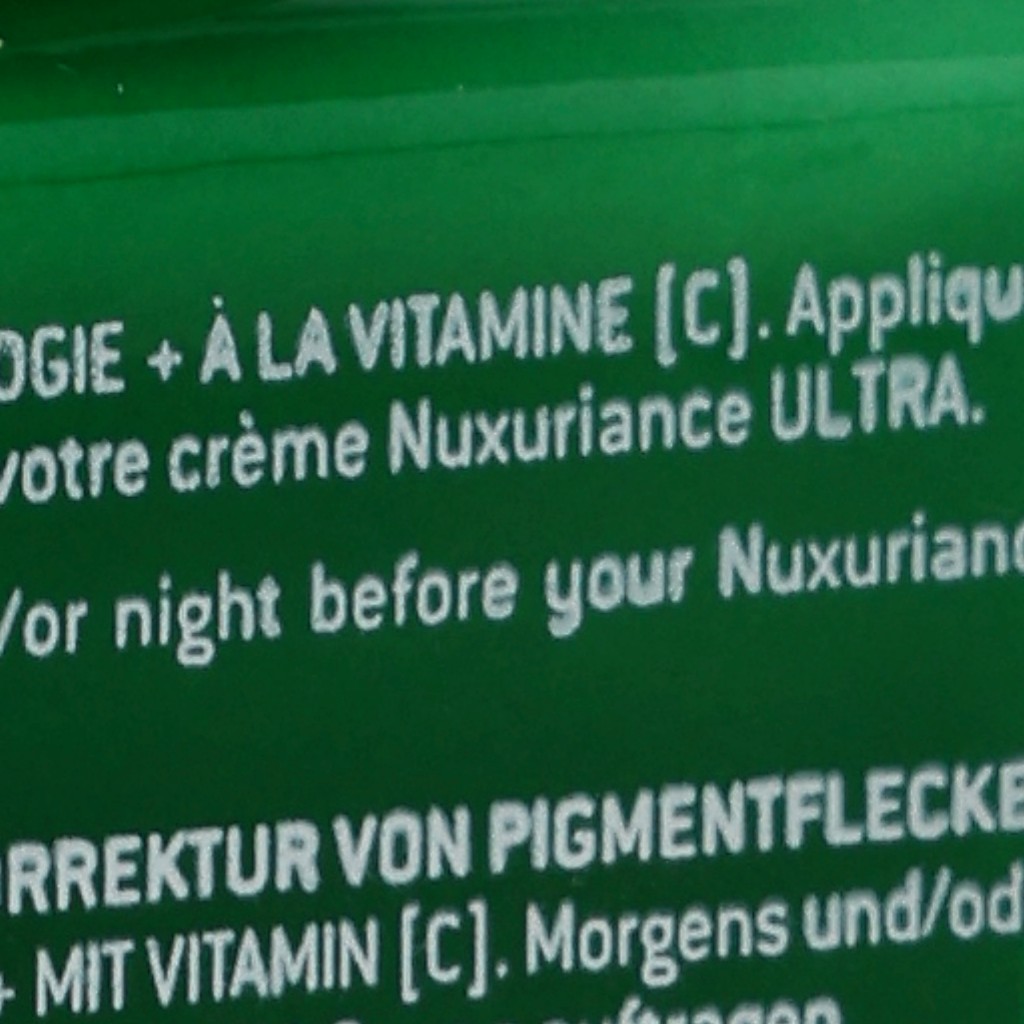 OGIE + À LA VITAMINE [C]. Appliqu
votre crème Nuxuriance ULTRA.
/or night before your Nuxurianc
RREKTUR VON PIGMENTFLECKE
+ MIT VITAMIN [C]. Morgens und/od
auftragen